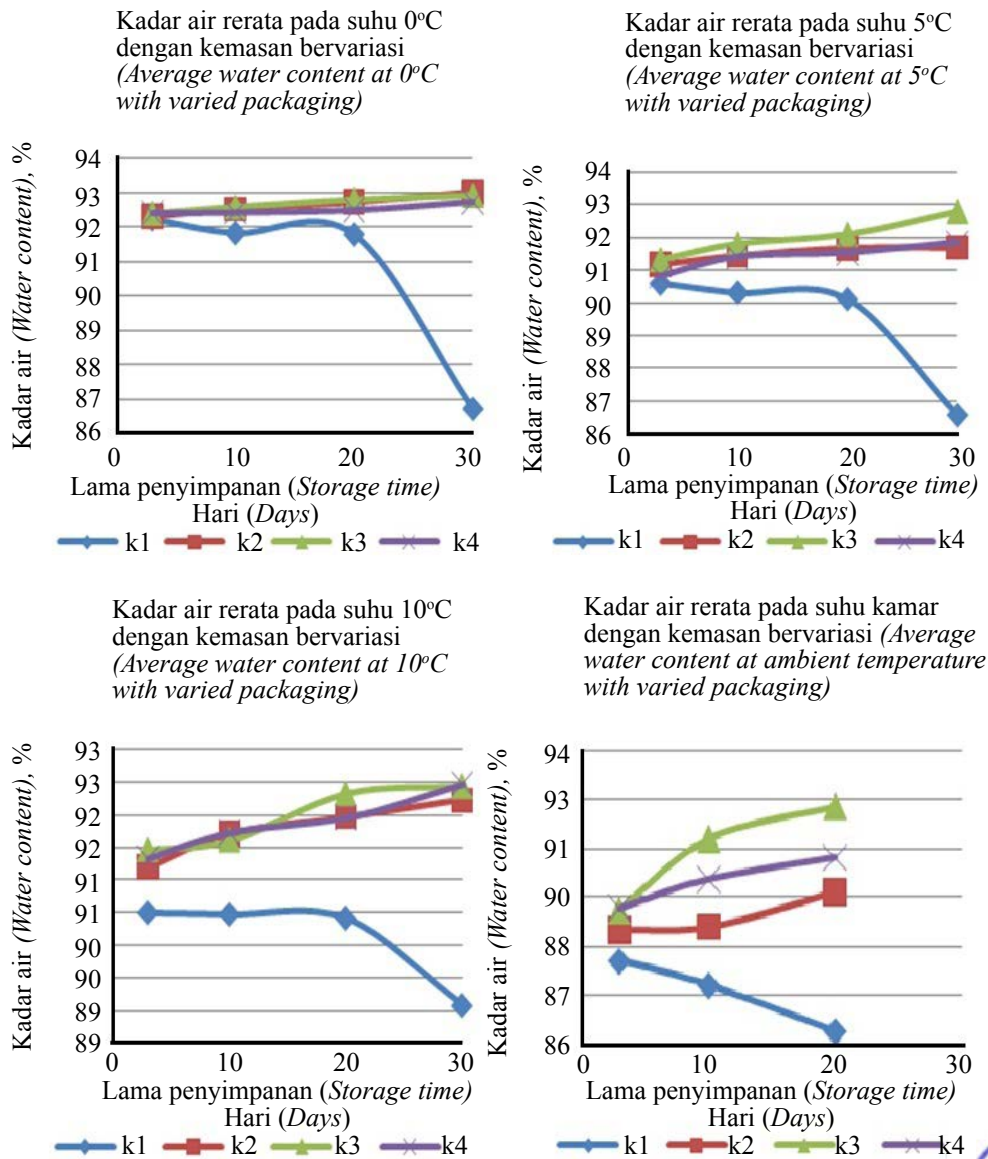 Kadar air rerata pada suhu 0°C
dengan kemasan bervariasi
(Average water content at 0°C
with varied packaging)
Kadar air (Water content), %
94
93
92
91
90
89
88
87
86
0 10 20 30
Lama penyimpanan (Storage time)
Hari (Days)
k1 k2 k3 k4
Kadar air rerata pada suhu 5°C
dengan kemasan bervariasi
(Average water content at 5°C
with varied packaging)
Kadar air (Water content), %
94
93
92
91
90
89
88
87
86
0 10 20 30
Lama penyimpanan (Storage time)
Hari (Days)
k1 k2 k3 k4
Kadar air rerata pada suhu 10°C
dengan kemasan bervariasi
(Average water content at 10°C
with varied packaging)
Kadar air (Water content), %
93
93
92
92
91
91
90
90
89
89
0 10 20 30
Lama penyimpanan (Storage time)
Hari (Days)
k1 k2 k3 k4
Kadar air rerata pada suhu kamar
dengan kemasan bervariasi (Average
water content at ambient temperature
with varied packaging)
Kadar air (Water content), %
94
93
91
90
88
87
86
0 10 20 30
Lama penyimpanan (Storage time)
Hari (Days)
k1 k2 k3 k4